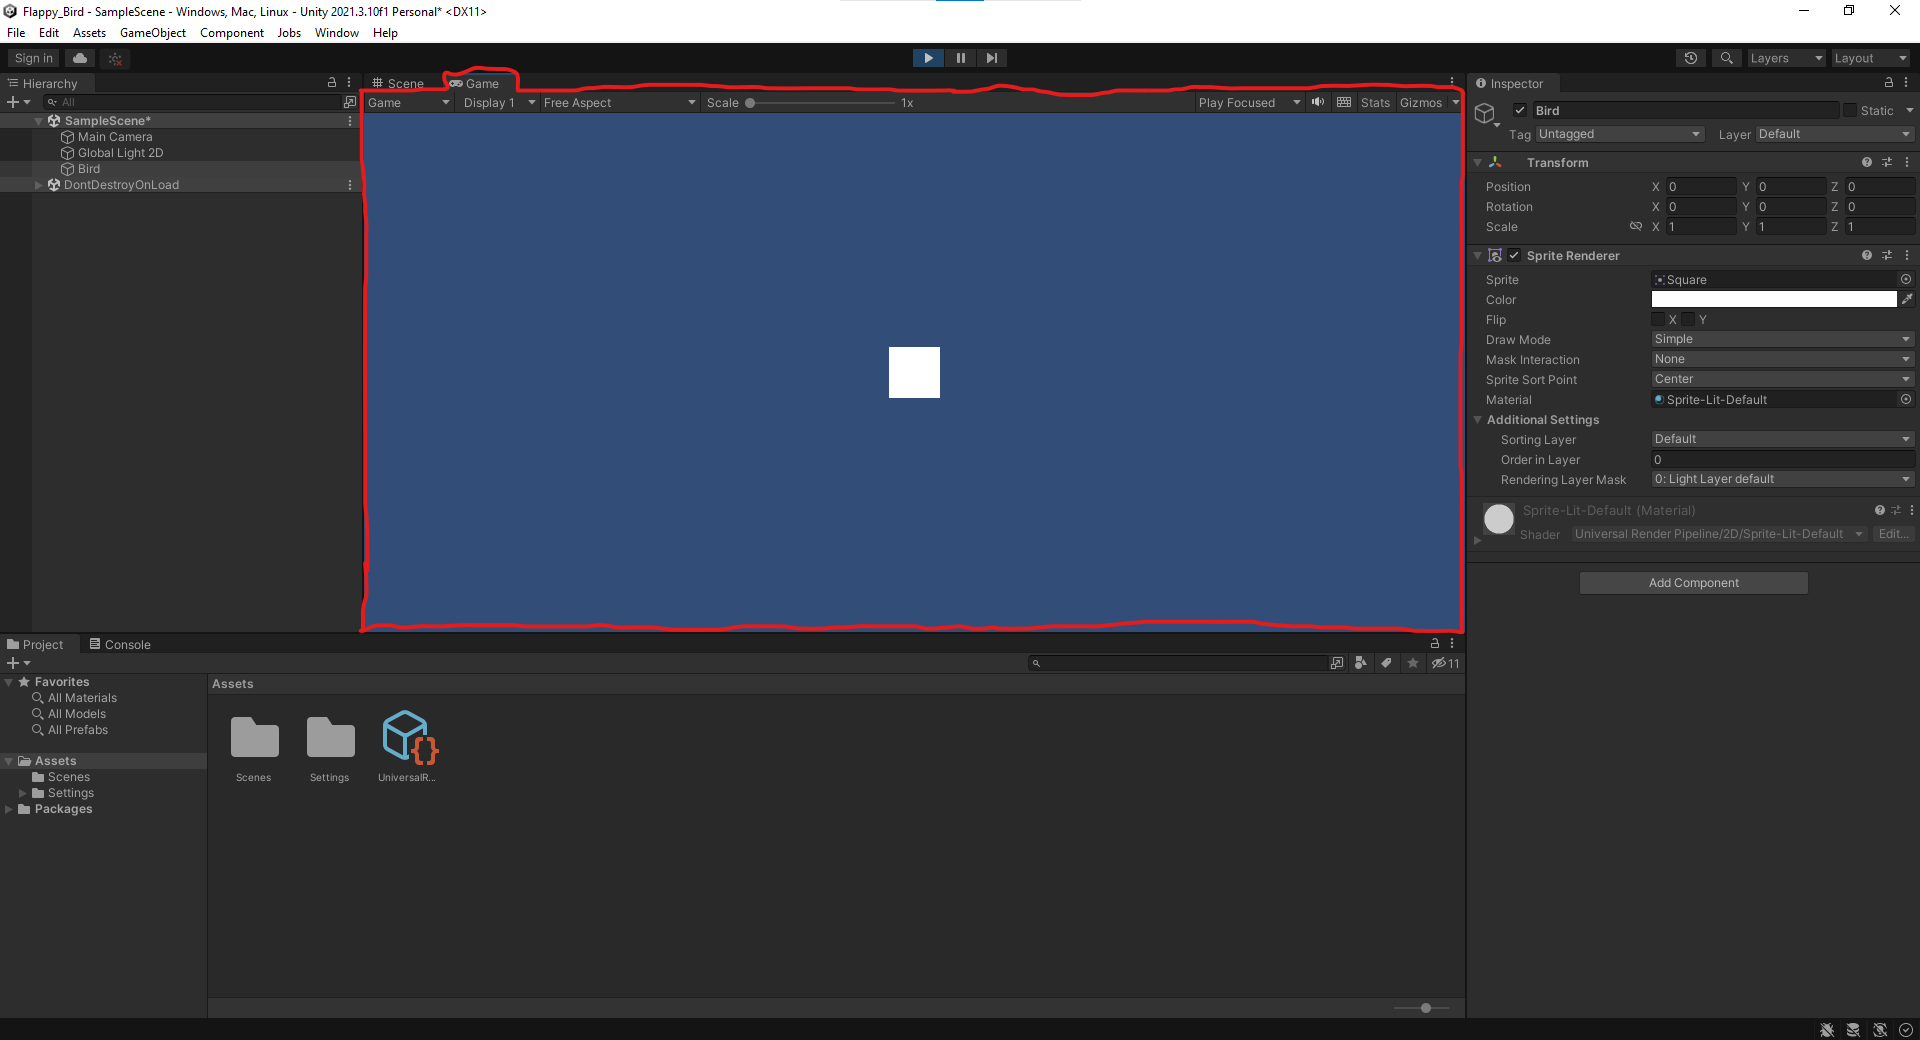 Flappy_Bird - SampleScene - Windows, Mac, Linux - Unity 2021.3.10f1 Personal* <DX11>
File Edit Assets GameObject Component Jobs Window Help
Sign in
Layers
Layout
Hierarchy
All
SampleScene*
Main Camera
Global Light 2D
Bird
DontDestroyOnLoad
Scene Game
Game Display 1 Free Aspect Scale 1x Play Focused Stats Gizmos
Inspector
Bird Static
Tag Untagged Layer Default
Transform
Position X 0 Y 0 Z 0
Rotation X 0 Y 0 Z 0
Scale X 1 Y 1 Z 1
Sprite Renderer
Sprite Square
Color
Flip X Y
Draw Mode Simple
Mask Interaction None
Sprite Sort Point Center
Material Sprite-Lit-Default
Additional Settings
Sorting Layer Default
Order in Layer 0
Rendering Layer Mask 0: Light Layer default
Sprite-Lit-Default (Material)
Shader Universal Render Pipeline/2D/Sprite-Lit-Default Edit...
Add Component
Project Console
11
Favorites
All Materials
All Models
All Prefabs
Assets
Scenes
Settings
Packages
Assets
Scenes Settings UniversalR...